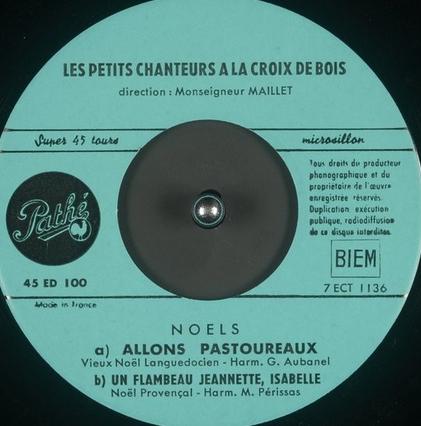 LES PETITS CHANTEURS A LA CROIX DE BOIS
direction : Monseigneur MAILLET
Super 45 tours
microsillon
Tous droits du producteur
phonographique et du
propriétaire de l'œuvre
enregistrée réservés.
Duplication, exécution
publique, radiodiffusion
de ce disque interdites.
Pathé
BIEM
45 ED 100
7 ECT 1136
Made in France
NOELS
a) ALLONS PASTOUREAUX
Vieux Noël Languedocien - Harm. G. Aubanel
b) UN FLAMBEAU JEANNETTE, ISABELLE
Noël Provençal - Harm. M. Périssas